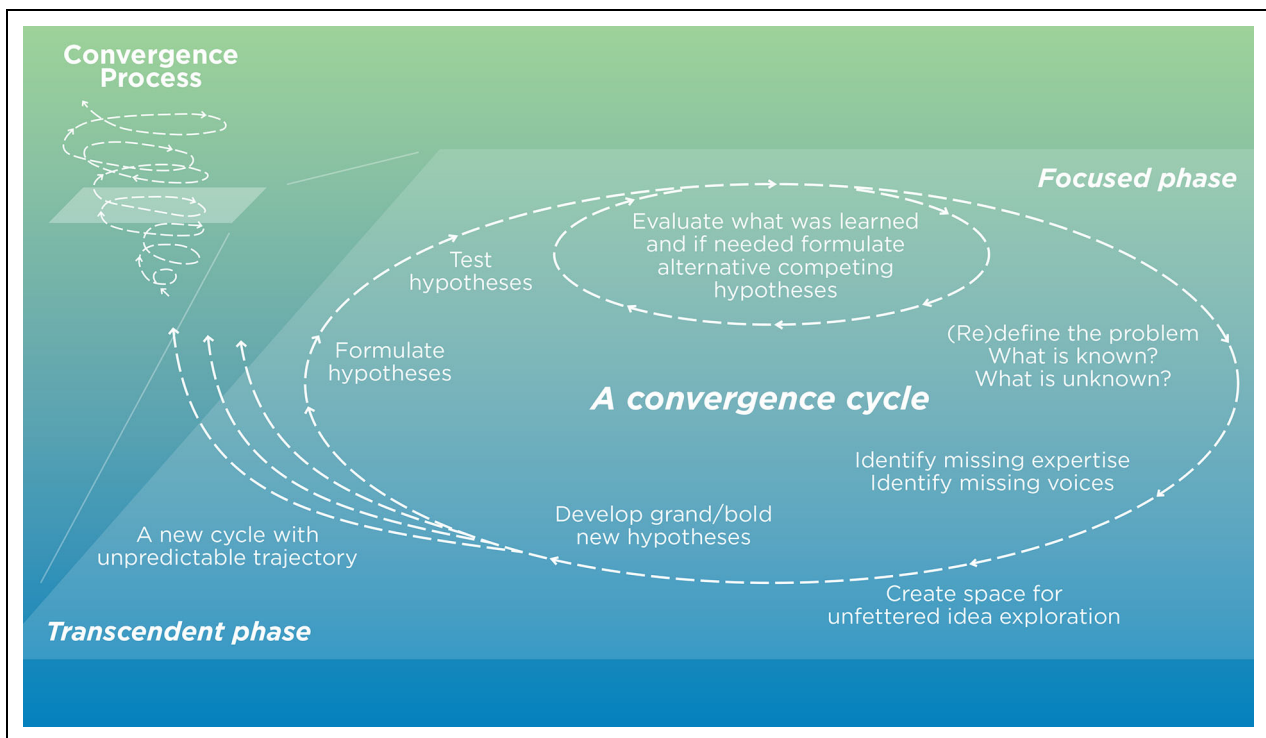 Convergence
Process
Focused phase
Evaluate what was learned
and if needed formulate
alternative competing
hypotheses
Test
hypotheses
(Re)define the problem
What is known?
What is unknown?
Formulate
hypotheses
A convergence cycle
Identify missing expertise
Identify missing voices
Develop grand/bold
new hypotheses
A new cycle with
unpredictable trajectory
Create space for
unfettered idea exploration
Transcendent phase